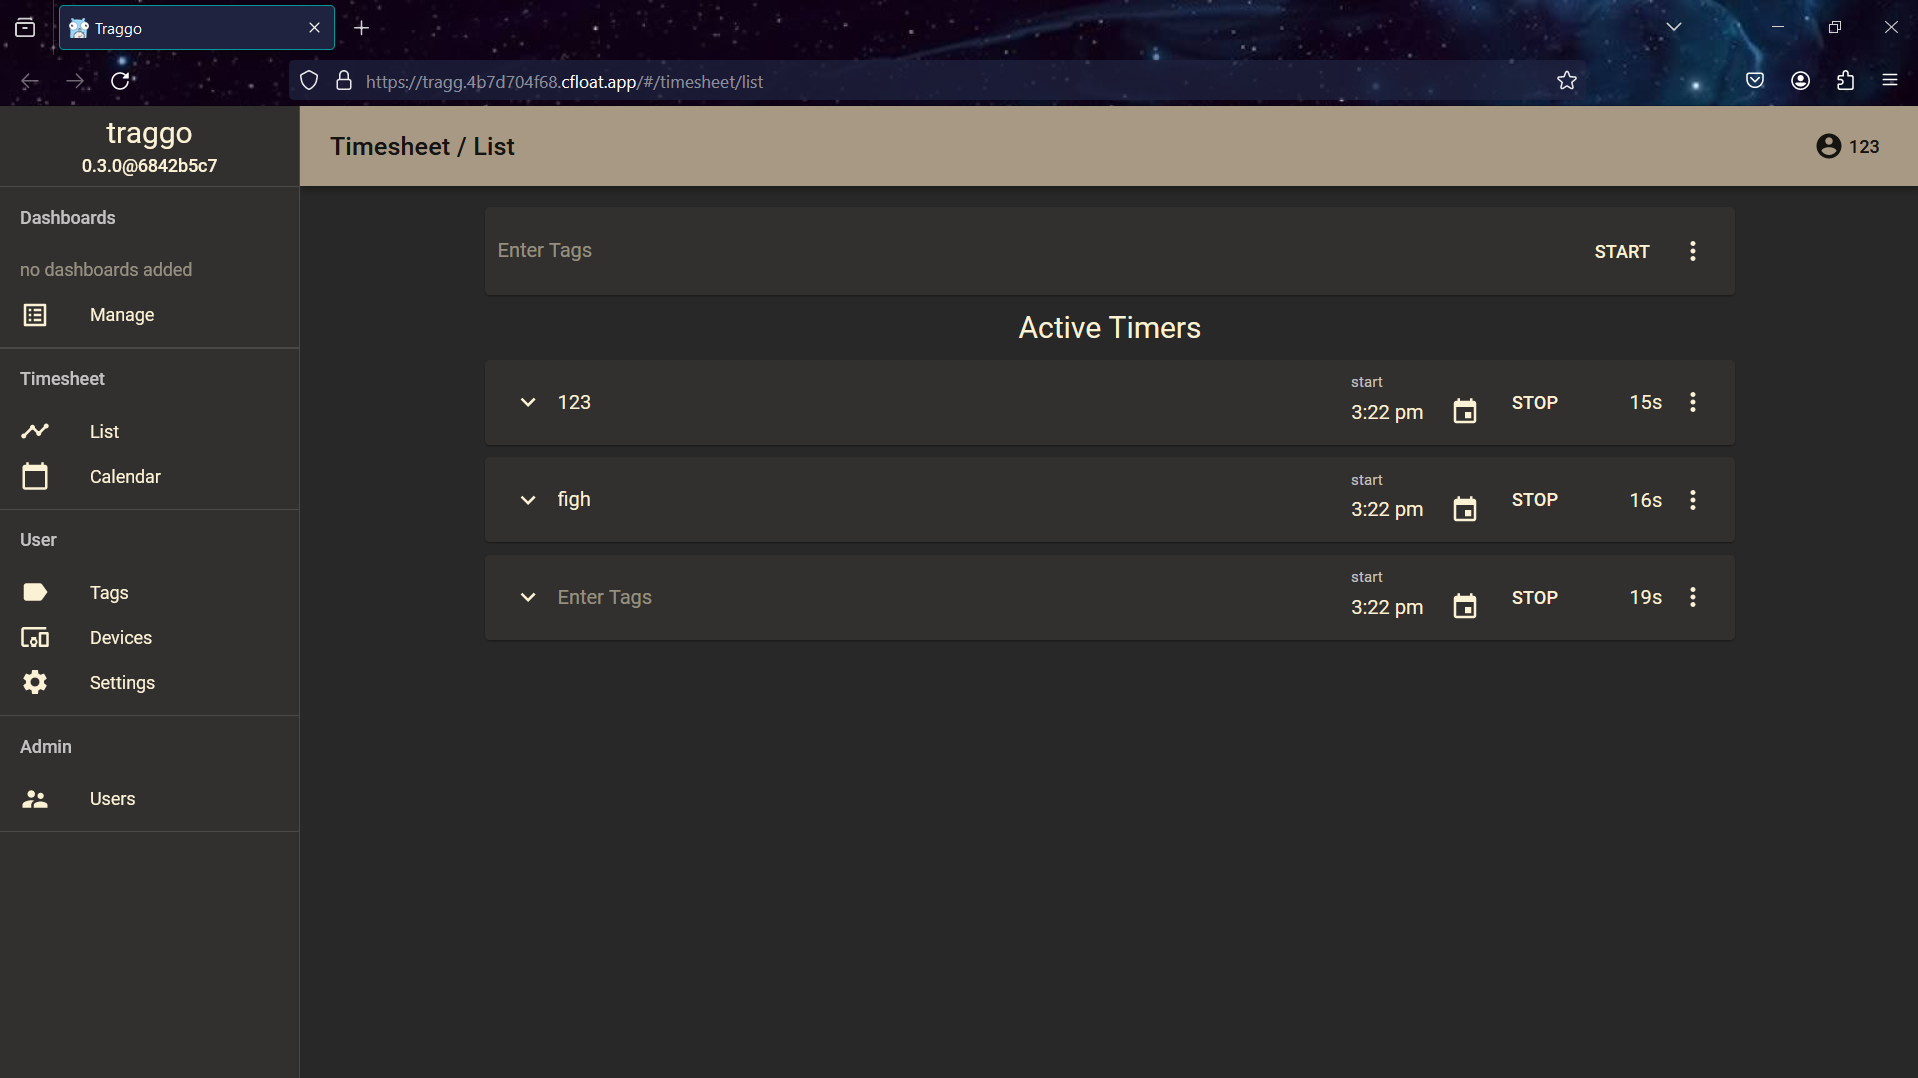 Traggo
https://tragg.4b7d704f68.cfloat.app/#/timesheet/list
traggo
0.3.0@6842b5c7
Timesheet / List
123
Dashboards
no dashboards added
Manage
Timesheet
List
Calendar
User
Tags
Devices
Settings
Admin
Users
Enter Tags
START
Active Timers
123
start
3:22 pm
STOP
15s
figh
start
3:22 pm
STOP
16s
Enter Tags
start
3:22 pm
STOP
19s